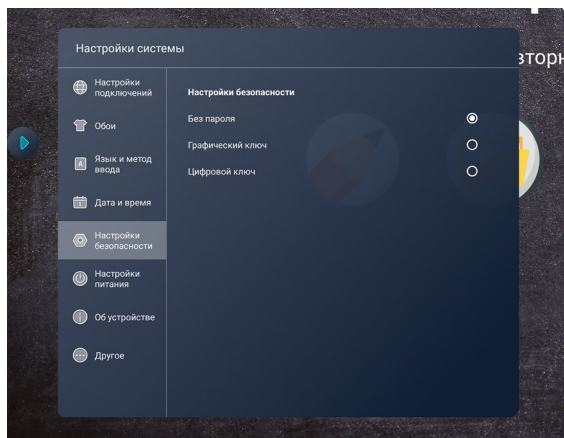 Настройки системы
Настройки
подключений
Обои
Язык и метод
ввода
Дата и время
Настройки
безопасности
Настройки
питания
Об устройстве
Другое
Настройки безопасности
Без пароля
Графический ключ
Цифровой ключ